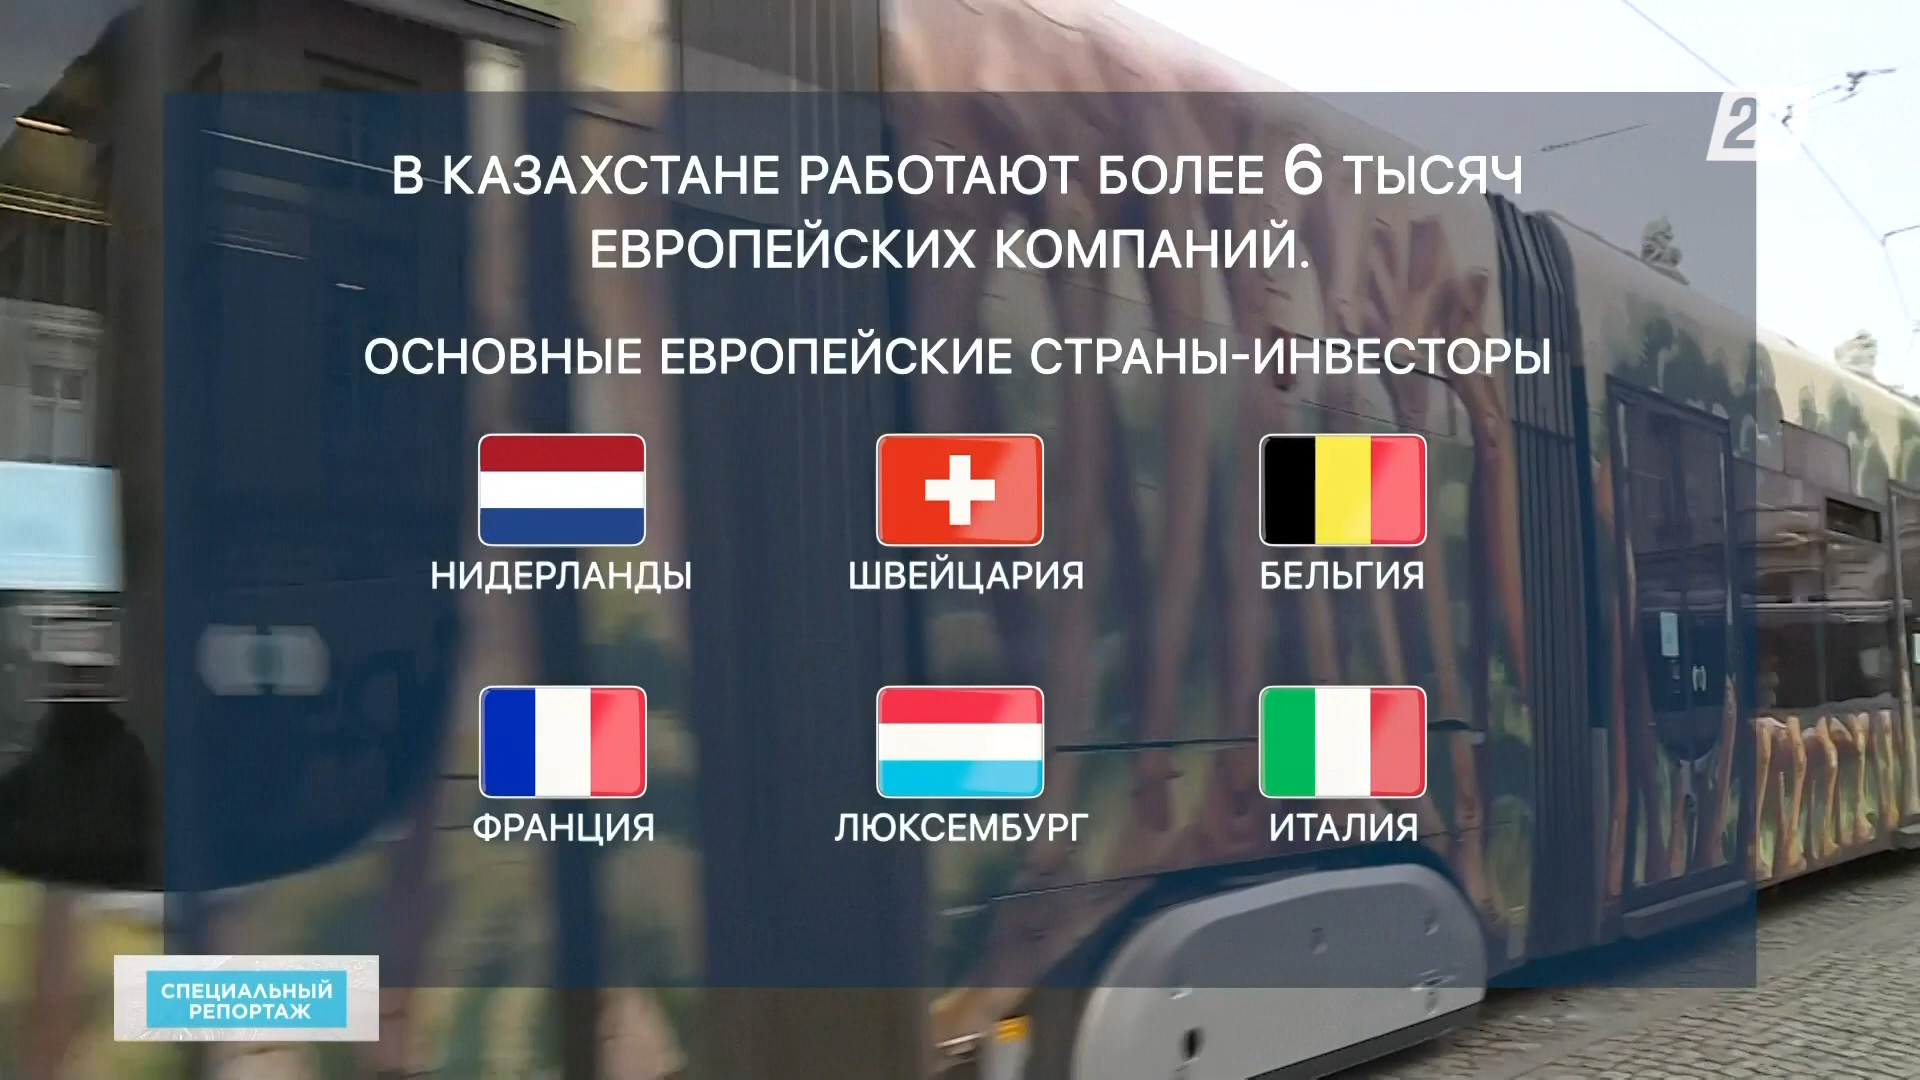 24
В КАЗАХСТАНЕ РАБОТАЮТ БОЛЕЕ 6 ТЫСЯЧ
ЕВРОПЕЙСКИХ КОМПАНИЙ.
ОСНОВНЫЕ ЕВРОПЕЙСКИЕ СТРАНЫ-ИНВЕСТОРЫ
НИДЕРЛАНДЫ
ШВЕЙЦАРИЯ
БЕЛЬГИЯ
ФРАНЦИЯ
ЛЮКСЕМБУРГ
ИТАЛИЯ
СПЕЦИАЛЬНЫЙ
РЕПОРТАЖ